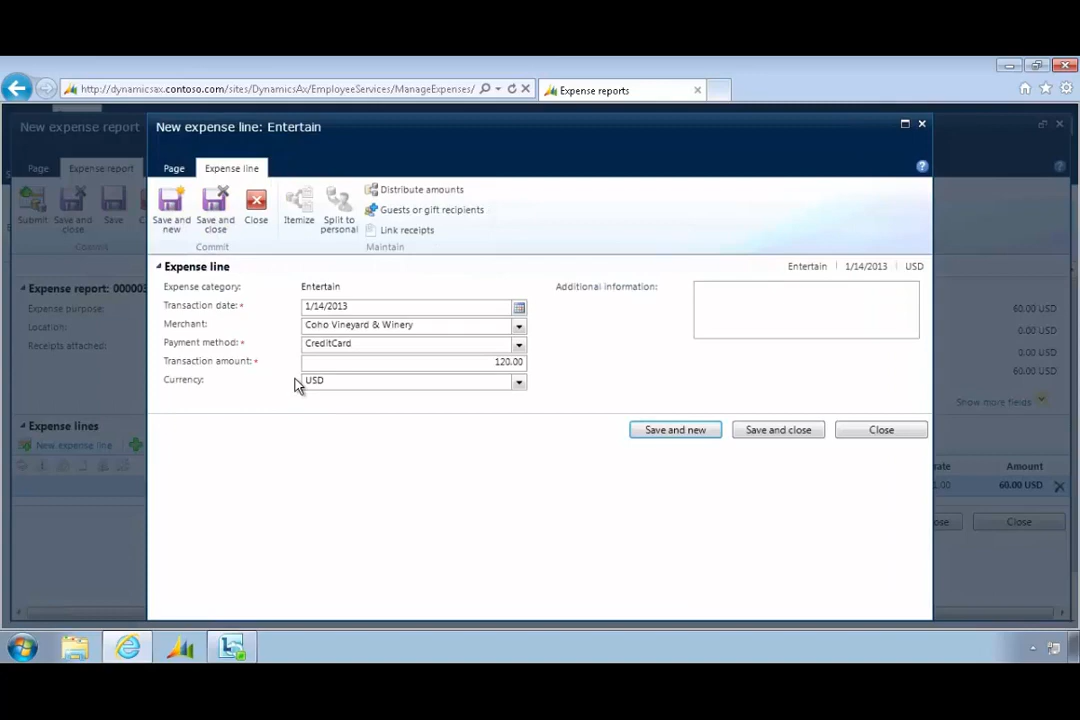 http://dynamicsax.contoso.com/sites/DynamicsAx/EmployeeServices/ManageExpenses/
Expense reports
New expense report
New expense line: Entertain
Page
Expense report
Page
Expense line
Submit
Save and close
Save
Save and new
Save and close
Close
Itemize
Split to personal
Distribute amounts
Guests or gift recipients
Link receipts
Commit
Commit
Maintain
Expense line
Entertain
1/14/2013
USD
Expense report: 000003
Expense purpose:
Location:
Receipts attached:
Expense category:
Entertain
Additional information:
Transaction date:*
1/14/2013
Merchant:
Coho Vineyard & Winery
Payment method:*
CreditCard
Transaction amount:*
120.00
Currency:
USD
60.00 USD
0.00 USD
0.00 USD
60.00 USD
Show more fields
Expense lines
New expense line
Save and new
Save and close
Close
rate
Amount
1.00
60.00 USD
Close